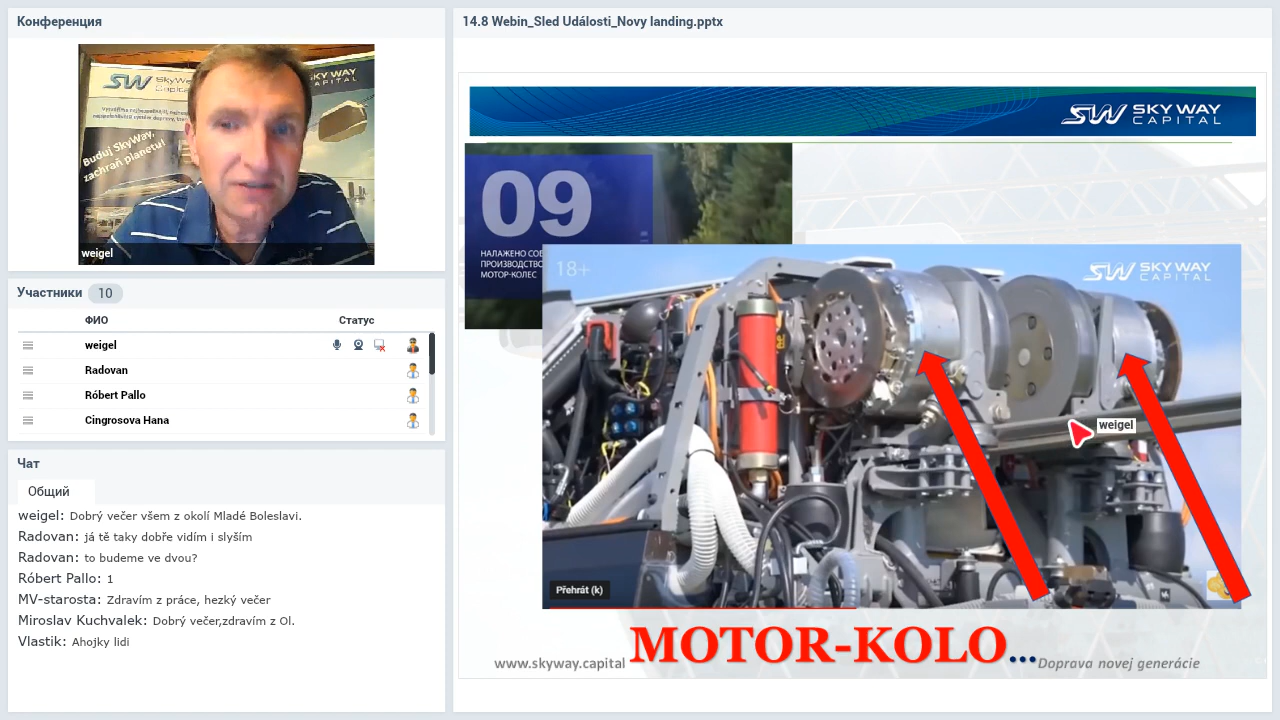 Конференция
SW SkyWay Capital
SKY WAY CAPITAL
Buduj SkyWay,
zachraň planetu!
weigel
Участники 10
ФИО Статус
weigel
Radovan
Róbert Pallo
Cingrosova Hana
Чат
Общий
weigel: Dobrý večer všem z okolí Mladé Boleslavi.
Radovan: já tě taky dobře vidím i slyším
Radovan: to budeme ve dvou?
Róbert Pallo: 1
MV-starosta: Zdravím z práce, hezký večer
Miroslav Kuchvalek: Dobrý večer,zdravím z Ol.
Vlastik: Ahojky lidi
14.8 Webin_Sled Události_Novy landing.pptx
SW SKY WAY CAPITAL
09
НАЛАЖЕНО СОБ
ПРОИЗВОДСТВО
МОТОР-КОЛЕС
18+
SW SKY WAY CAPITAL
weigel
Přehrát (k)
www.skyway.capital
MOTOR-KOLO...
Doprava novej generácie